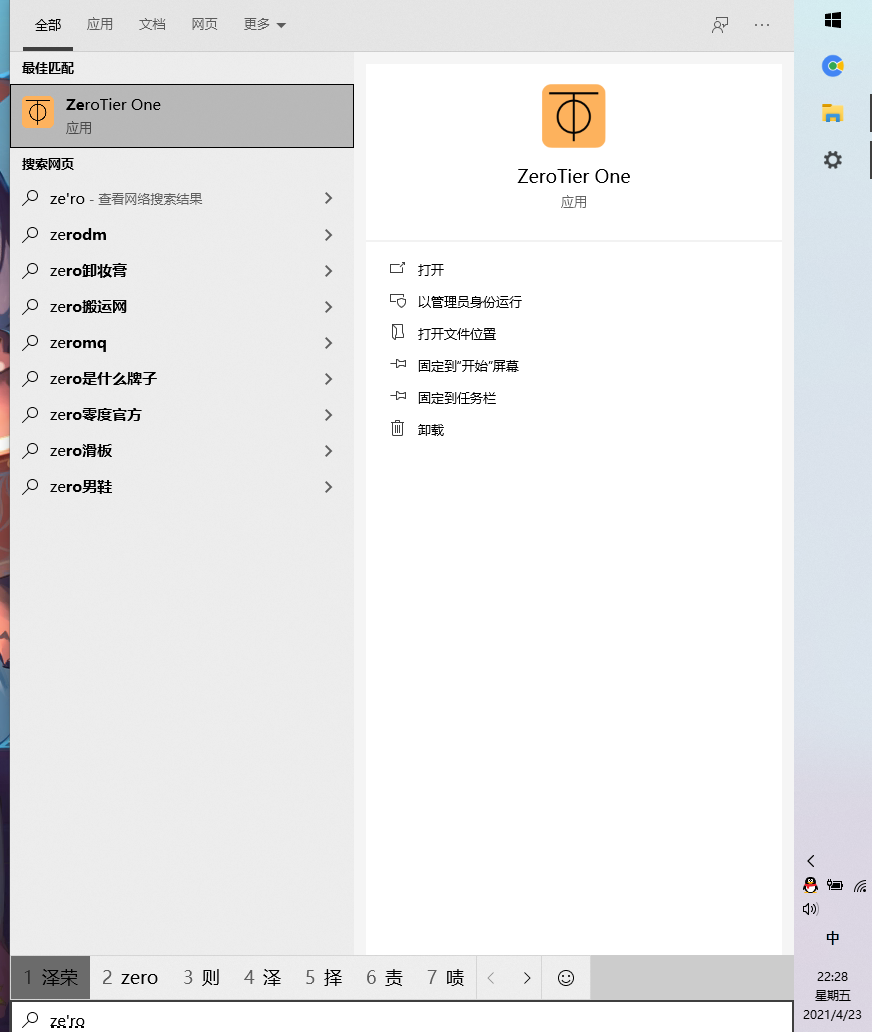 全部 应用 文档 网页 更多
最佳匹配
ZeroTier One
应用
搜索网页
ze'ro - 查看网络搜索结果
zerodm
zero卸妆膏
zero搬运网
zeromq
zero是什么牌子
zero零度官方
zero滑板
zero男鞋
ZeroTier One
应用
打开
以管理员身份运行
打开文件位置
固定到“开始”屏幕
固定到任务栏
卸载
1 泽荣 2 zero 3 则 4 泽 5 择 6 责 7 啧
ze'ro
中
22:28
星期五
2021/4/23